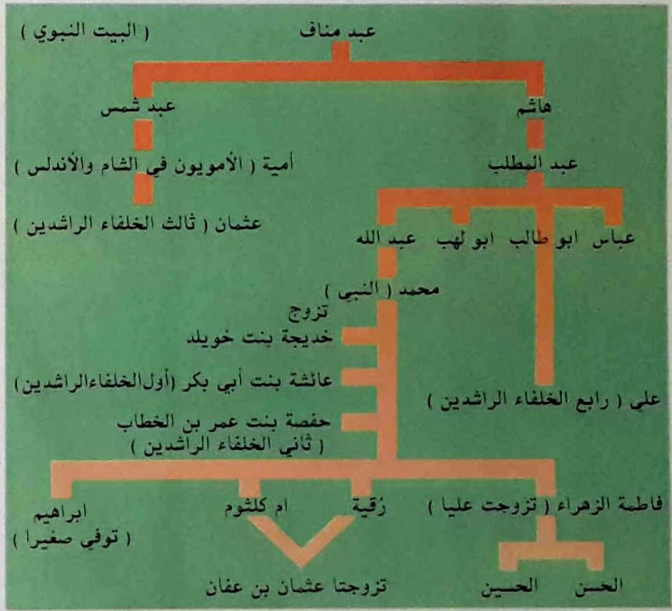 عبد مناف
( البيت النبوي )
هاشم
عبد شمس
عبد المطلب
أمية ( الأمويون في الشام والأندلس )
عثمان ( ثالث الخلفاء الراشدين )
عباس
ابو طالب
ابو لهب
عبد الله
محمد ( النبي )
تزوج
خديجة بنت خويلد
عائشة بنت أبي بكر (أول الخلفاء الراشدين)
علي ( رابع الخلفاء الراشدين )
حفصة بنت عمر بن الخطاب
( ثاني الخلفاء الراشدين )
فاطمة الزهراء ( تزوجت عليا )
رُقية
ام كلثوم
ابراهيم
( توفي صغيرا )
الحسن
الحسين
تزوجتا عثمان بن عفان